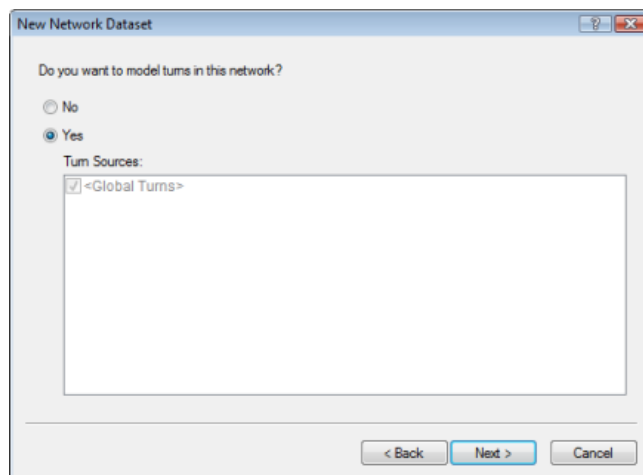 New Network Dataset
Do you want to model turns in this network?
No
Yes
Turn Sources:
<Global Turns>
< Back
Next >
Cancel